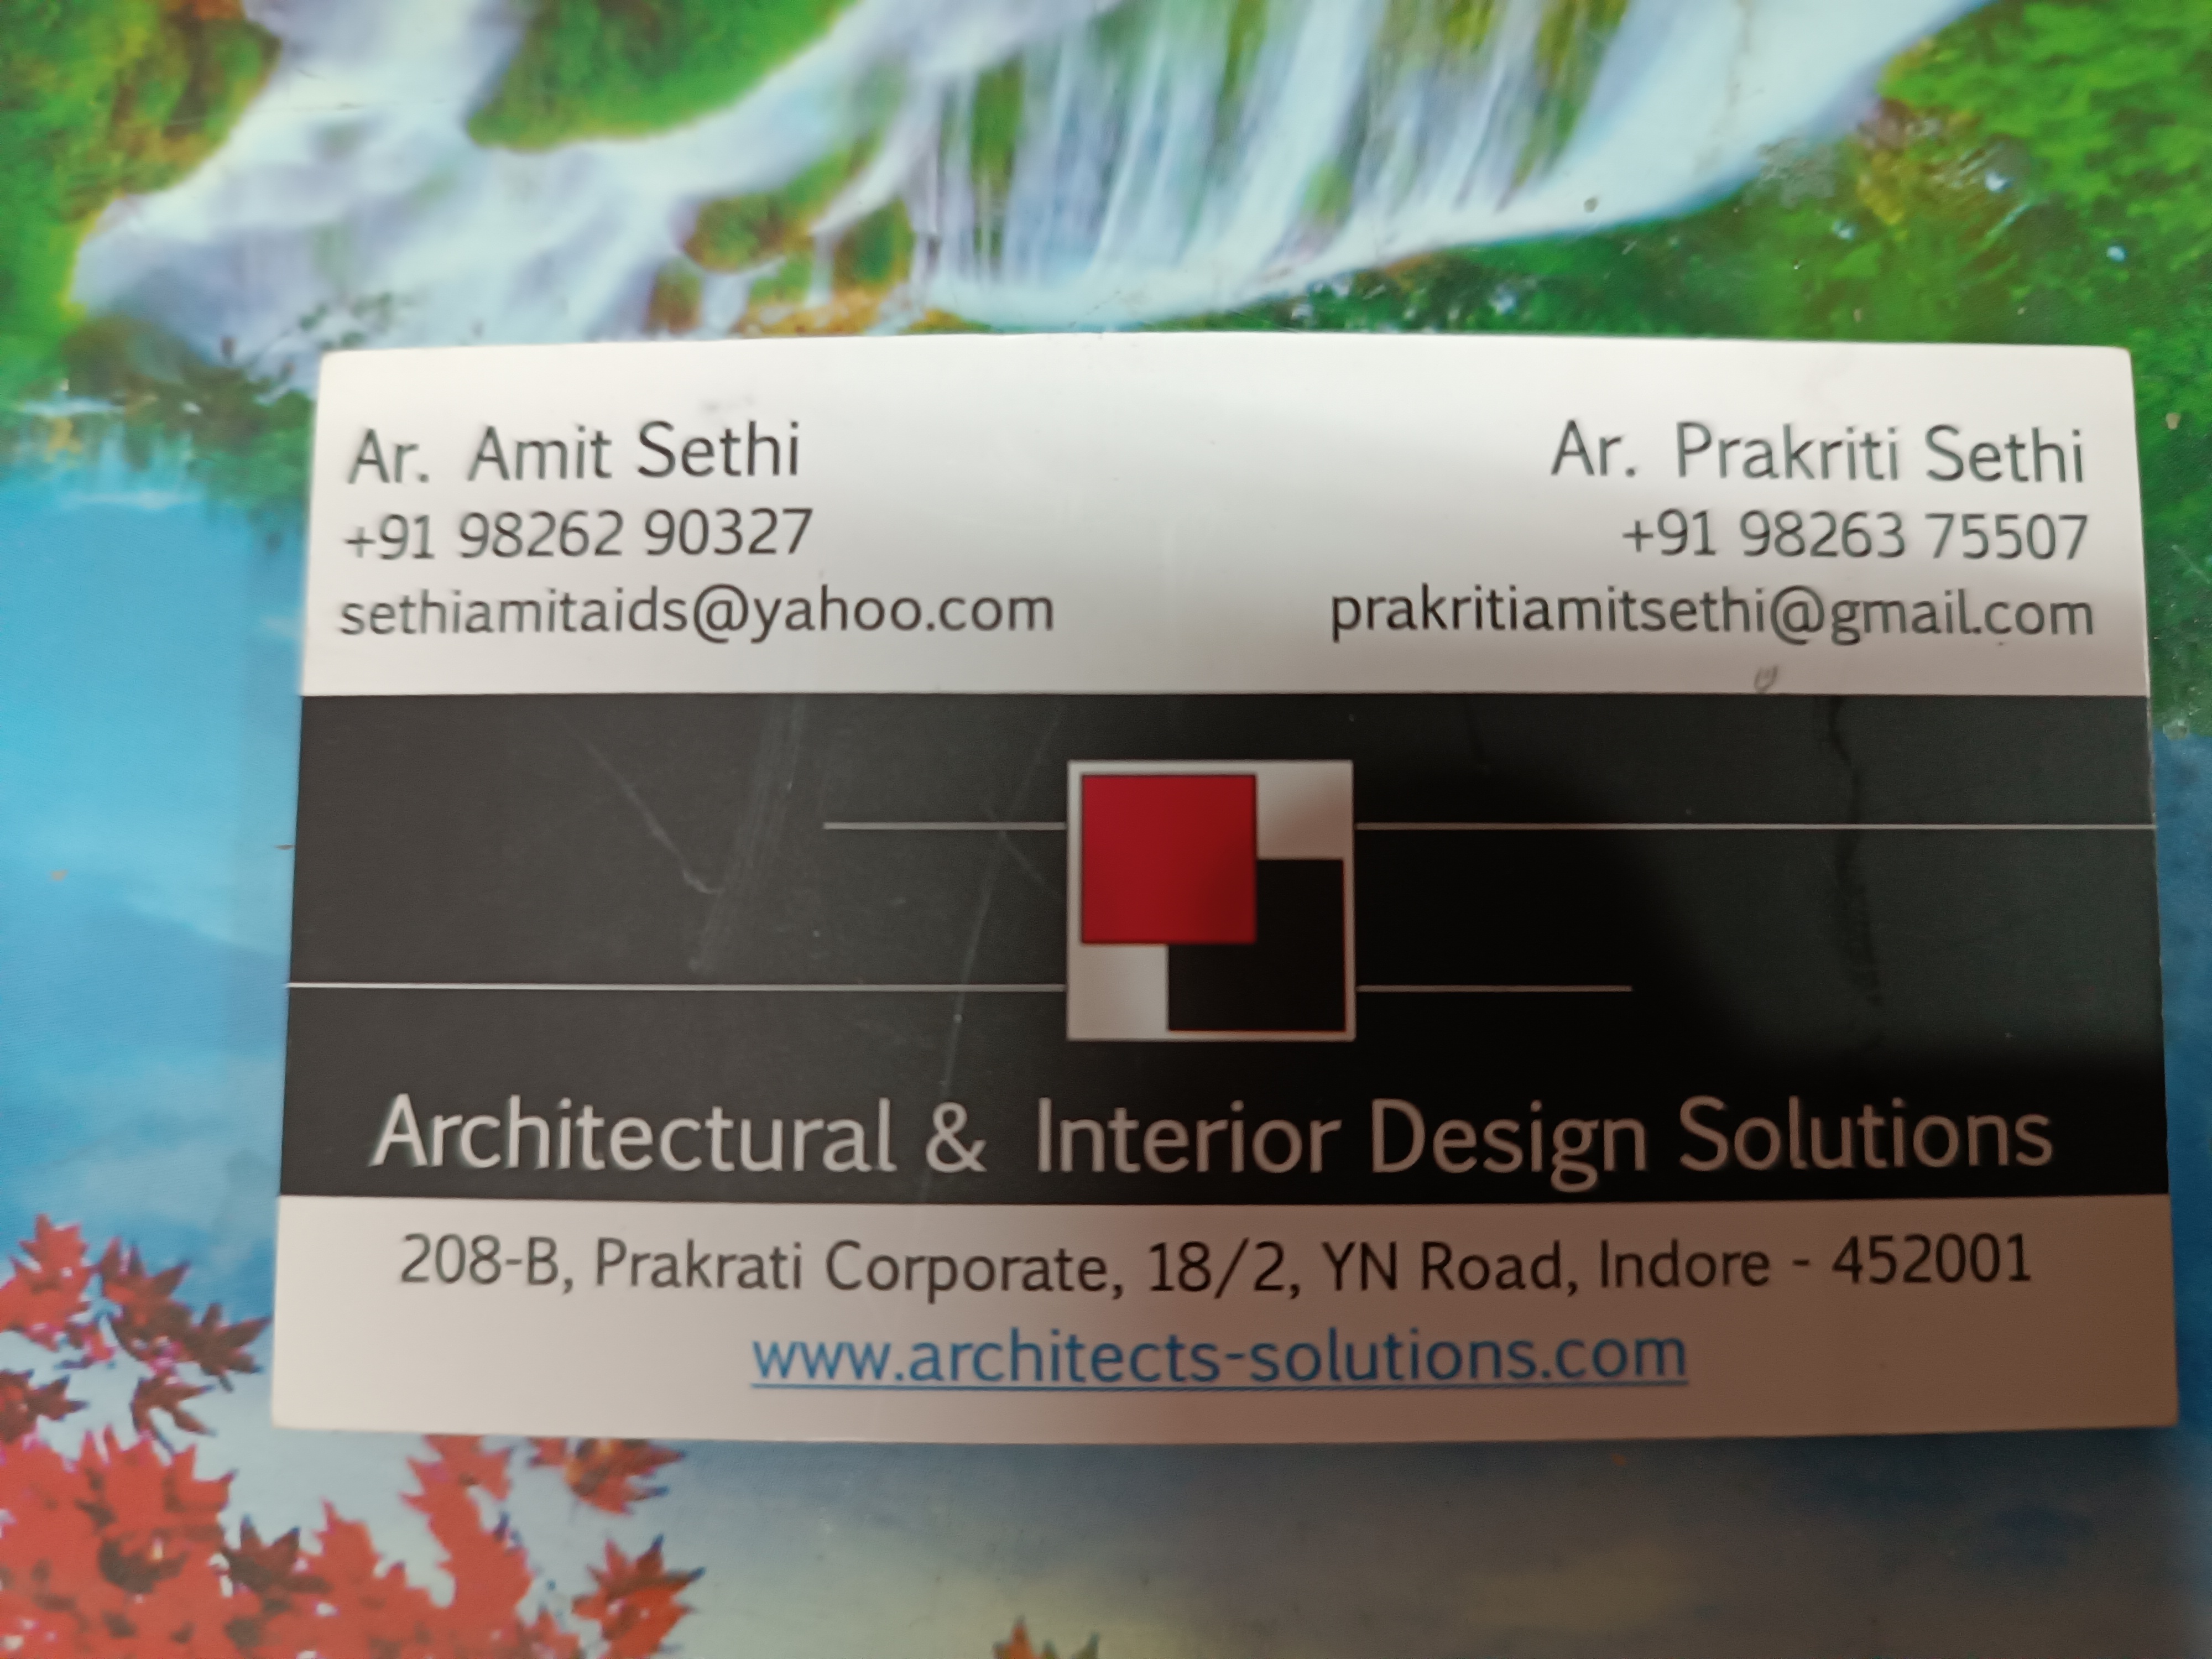 Ar. Amit Sethi
+91 98262 90327
sethiamitaids@yahoo.com
Ar. Prakriti Sethi
+91 98263 75507
prakritiamitsethi@gmail.com
Architectural & Interior Design Solutions
208-B, Prakrati Corporate, 18/2, YN Road, Indore - 452001
www.architects-solutions.com